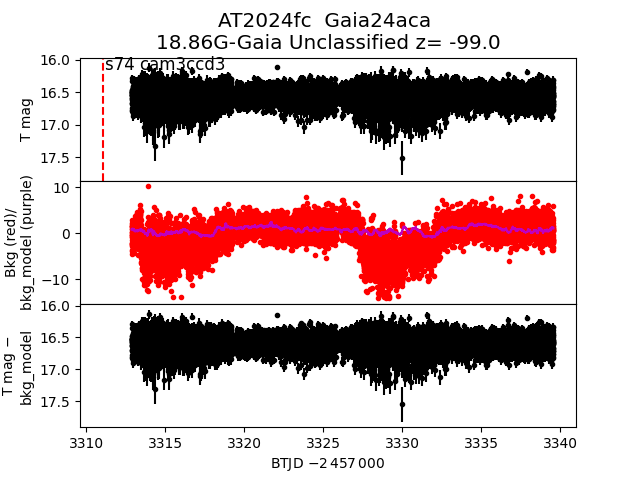 AT2024fc  Gaia24aca
18.86G-Gaia Unclassified z= -99.0
s74 cam3ccd3
16.0
16.5
17.0
17.5
T mag
10
0
−10
Bkg (red)/
bkg_model (purple)
16.0
16.5
17.0
17.5
T mag −
bkg_model
3310
3315
3320
3325
3330
3335
3340
BTJD −2 457 000